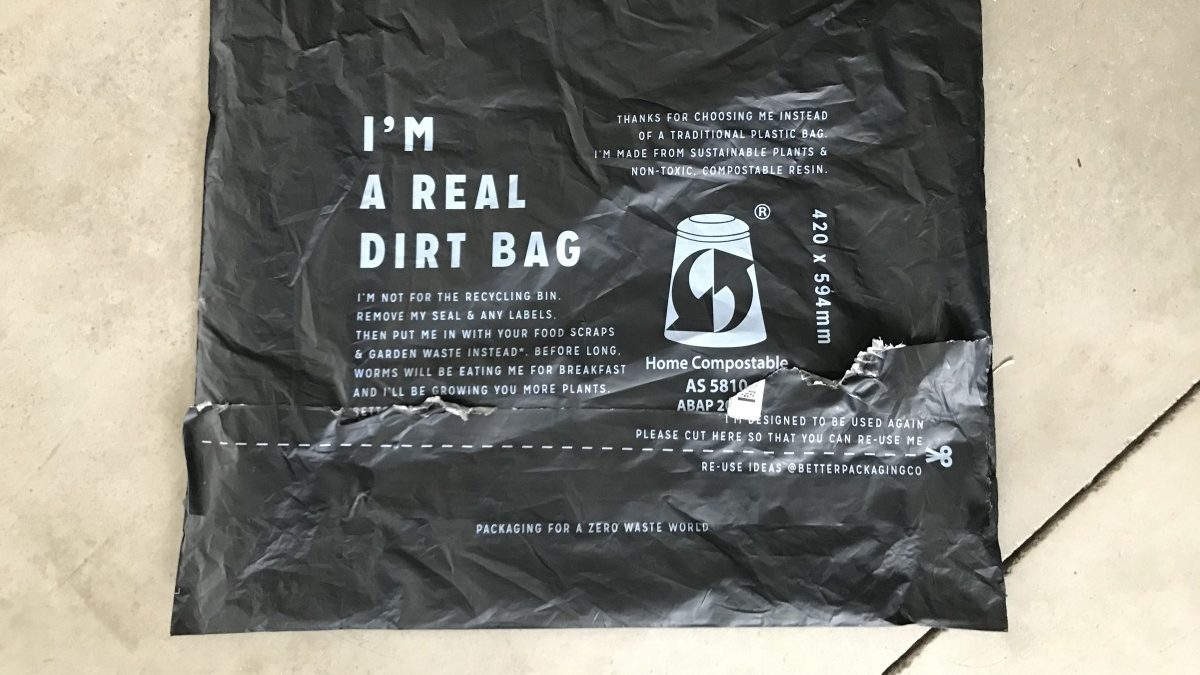 I'M
A REAL
DIRT BAG
I'M NOT FOR THE RECYCLING BIN.
REMOVE MY SEAL & ANY LABELS,
THEN PUT ME IN WITH YOUR FOOD SCRAPS
& GARDEN WASTE INSTEAD*. BEFORE LONG,
WORMS WILL BE EATING ME FOR BREAKFAST
AND I'LL BE GROWING YOU MORE PLANTS.
THANKS FOR CHOOSING ME INSTEAD
OF A TRADITIONAL PLASTIC BAG.
I'M MADE FROM SUSTAINABLE PLANTS &
NON-TOXIC, COMPOSTABLE RESIN.
®
420 x 594mm
Home Compostable
AS 5810
ABAP
I'M DESIGNED TO BE USED AGAIN
PLEASE CUT HERE SO THAT YOU CAN RE-USE ME
RE-USE IDEAS @BETTERPACKAGINGCO
PACKAGING FOR A ZERO WASTE WORLD